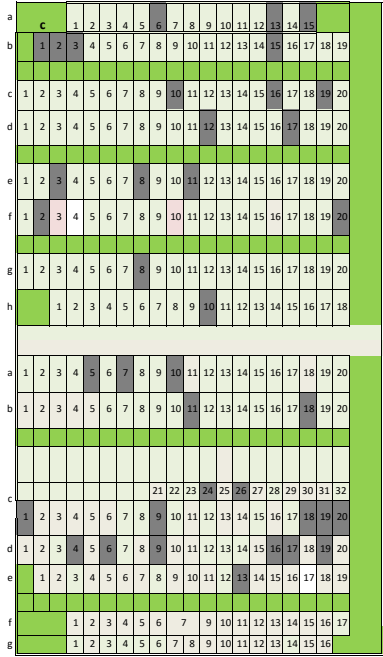 a c 1 2 3 4 5 6 7 8 9 10 11 12 13 14 15
b 1 2 3 4 5 6 7 8 9 10 11 12 13 14 15 16 17 18 19
c 1 2 3 4 5 6 7 8 9 10 11 12 13 14 15 16 17 18 19 20
d 1 2 3 4 5 6 7 8 9 10 11 12 13 14 15 16 17 18 19 20
e 1 2 3 4 5 6 7 8 9 10 11 12 13 14 15 16 17 18 19 20
f 1 2 3 4 5 6 7 8 9 10 11 12 13 14 15 16 17 18 19 20
g 1 2 3 4 5 6 7 8 9 10 11 12 13 14 15 16 17 18 19 20
h 1 2 3 4 5 6 7 8 9 10 11 12 13 14 15 16 17 18
a 1 2 3 4 5 6 7 8 9 10 11 12 13 14 15 16 17 18 19 20
b 1 2 3 4 5 6 7 8 9 10 11 12 13 14 15 16 17 18 19 20
21 22 23 24 25 26 27 28 29 30 31 32
c 1 2 3 4 5 6 7 8 9 10 11 12 13 14 15 16 17 18 19 20
d 1 2 3 4 5 6 7 8 9 10 11 12 13 14 15 16 17 18 19 20
e 1 2 3 4 5 6 7 8 9 10 11 12 13 14 15 16 17 18 19
f 1 2 3 4 5 6 7 9 10 11 12 13 14 15 16 17
g 1 2 3 4 5 6 7 8 9 10 11 12 13 14 15 16